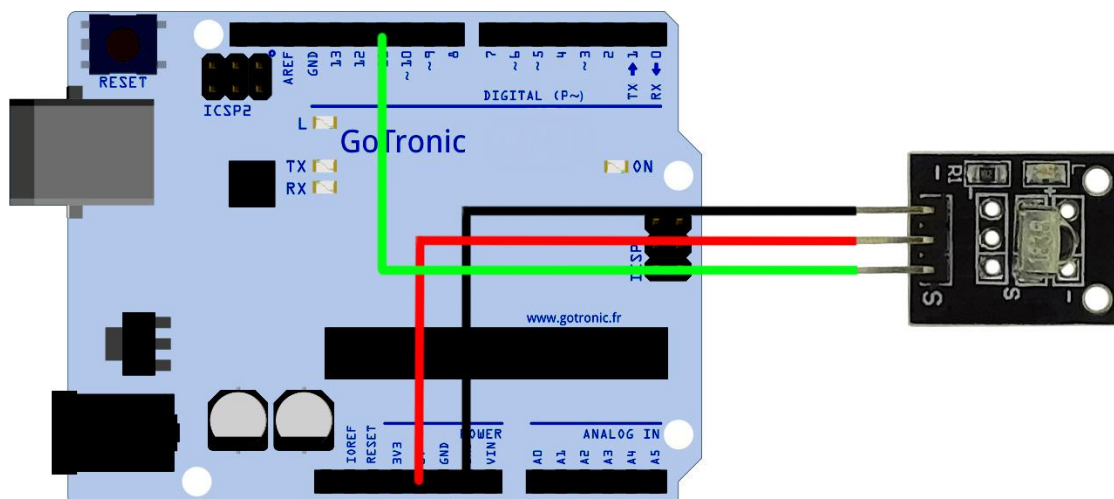 RESET
ICSP2
AREF
GND
13
12
~10
~9
8
7
~6
~5
4
~3
2
TX→1
RX←0
DIGITAL (P~)
L
GoTronic
TX
RX
ON
ICSP
R1
L
-
+
S
S
-
www.gotronic.fr
POWER
ANALOG IN
IOREF
RESET
3V3
GND
VIN
A0
A1
A2
A3
A4
A5